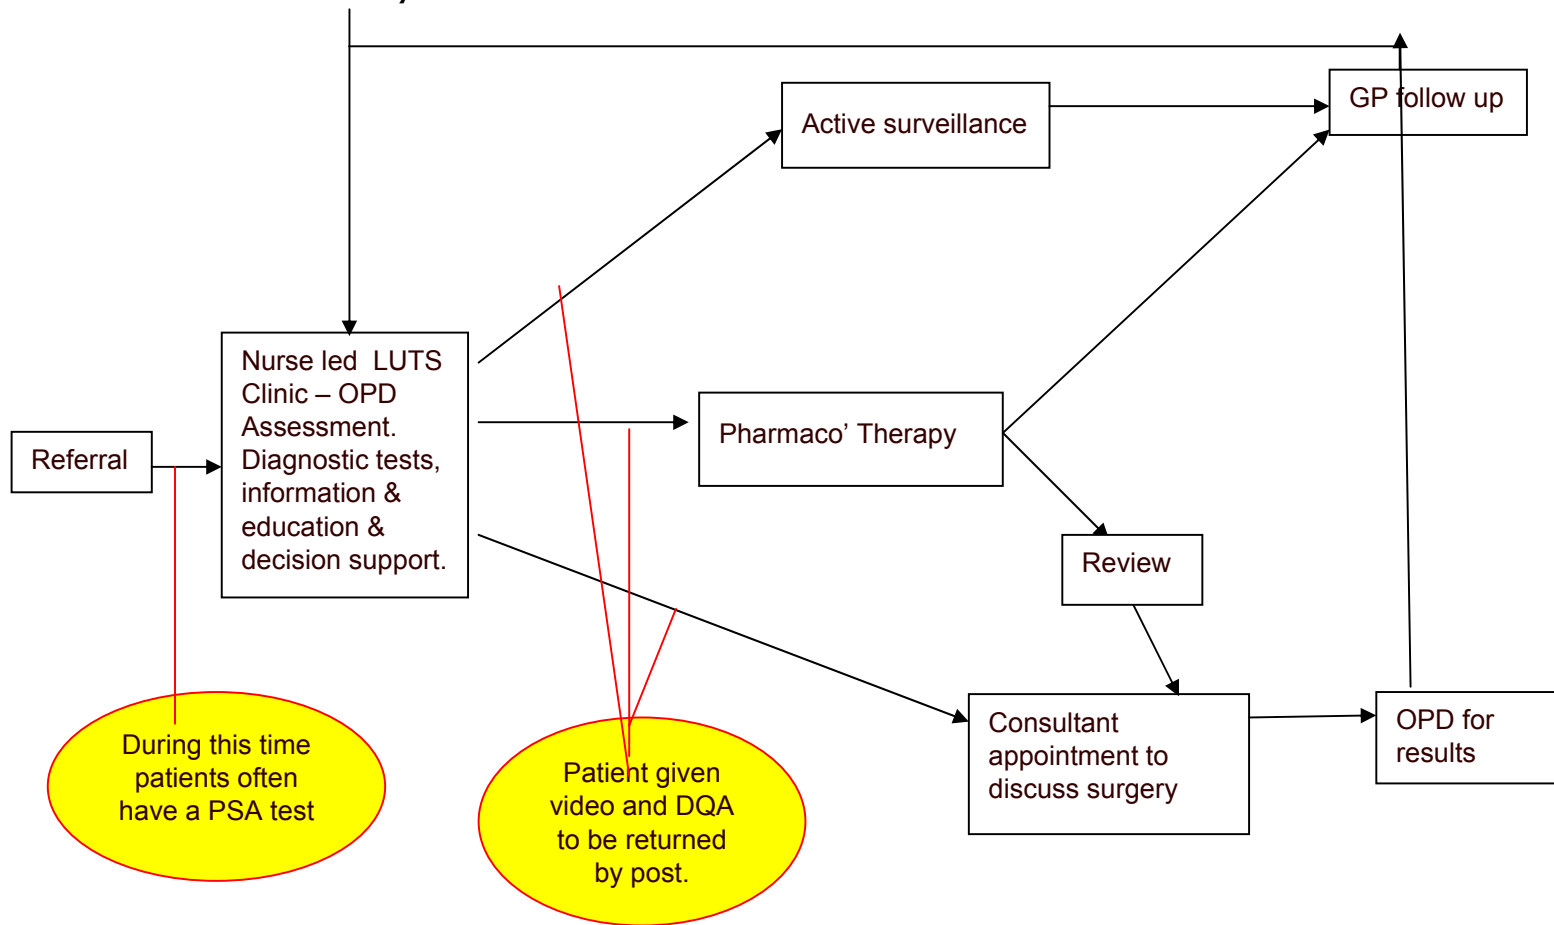 GP follow up
Active surveillance
Nurse led LUTS
Clinic – OPD
Assessment.
Diagnostic tests,
information &
education &
decision support.
Referral
Pharmaco' Therapy
Review
Consultant
appointment to
discuss surgery
OPD for
results
During this time
patients often
have a PSA test
Patient given
video and DQA
to be returned
by post.